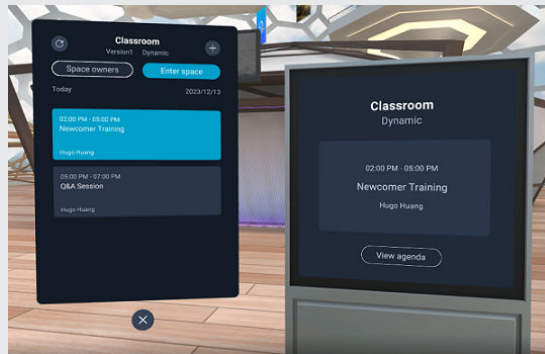 Classroom
Version1 Dynamic
Space owners
Enter space
Today
2023/12/13
02:00 PM - 05:00 PM
Newcomer Training
Hugo Huang
05:00 PM - 07:00 PM
Q&A Session
Hugo Huang
Classroom
Dynamic
02:00 PM - 05:00 PM
Newcomer Training
Hugo Huang
View agenda